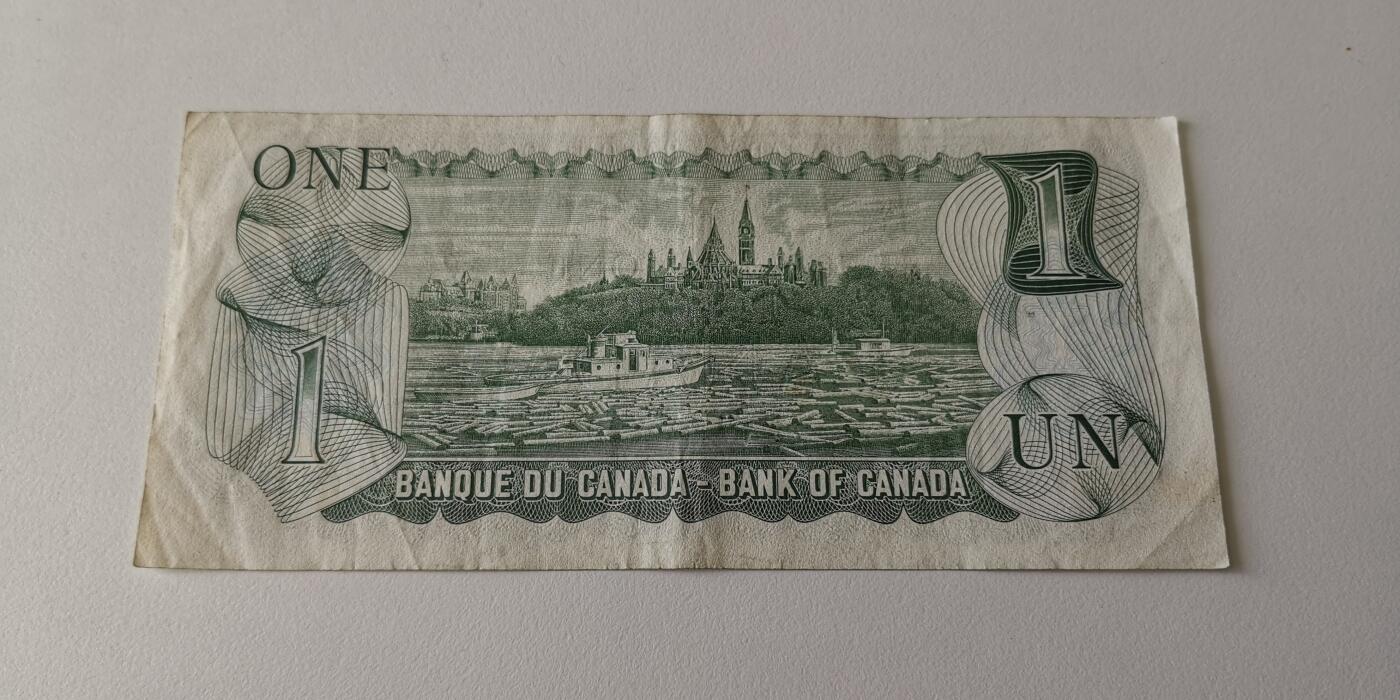 ONE
1
1
BANQUE DU CANADA - BANK OF CANADA
UN